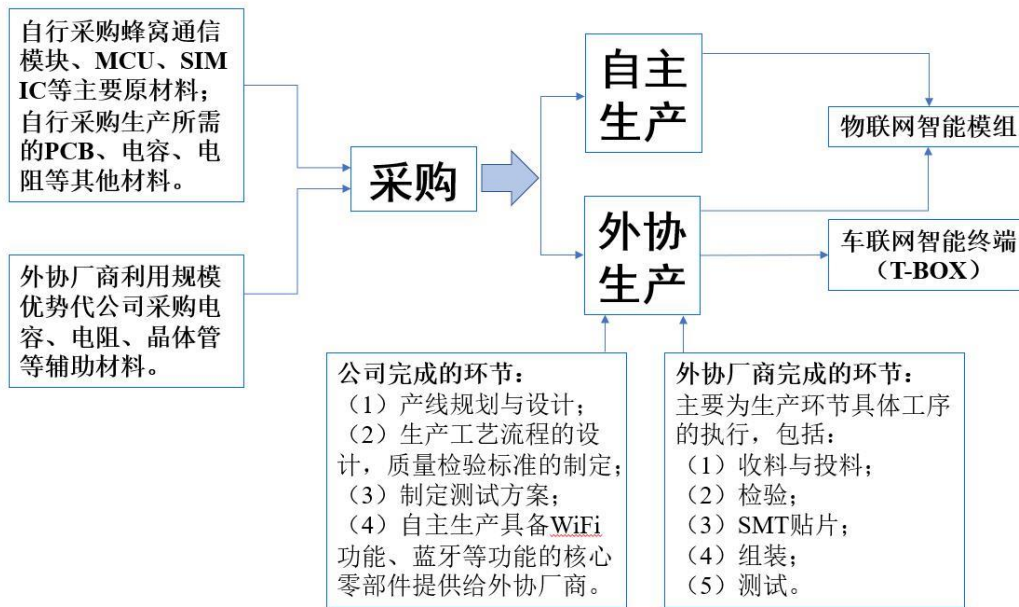 自行采购蜂窝通信
模块、MCU、SIM
IC等主要原材料；
自行采购生产所需
的PCB、电容、电
阻等其他材料。
外协厂商利用规模
优势代公司采购电
容、电阻、晶体管
等辅助材料。
采购
自主
生产
外协
生产
物联网智能模组
车联网智能终端
（T-BOX）
公司完成的环节：
（1）产线规划与设计；
（2）生产工艺流程的设
计，质量检验标准的制定；
（3）制定测试方案；
（4）自主生产具备WiFi
功能、蓝牙等功能的核心
零部件提供给外协厂商。
外协厂商完成的环节：
主要为生产环节具体工序
的执行，包括：
（1）收料与投料；
（2）检验；
（3）SMT贴片；
（4）组装；
（5）测试。